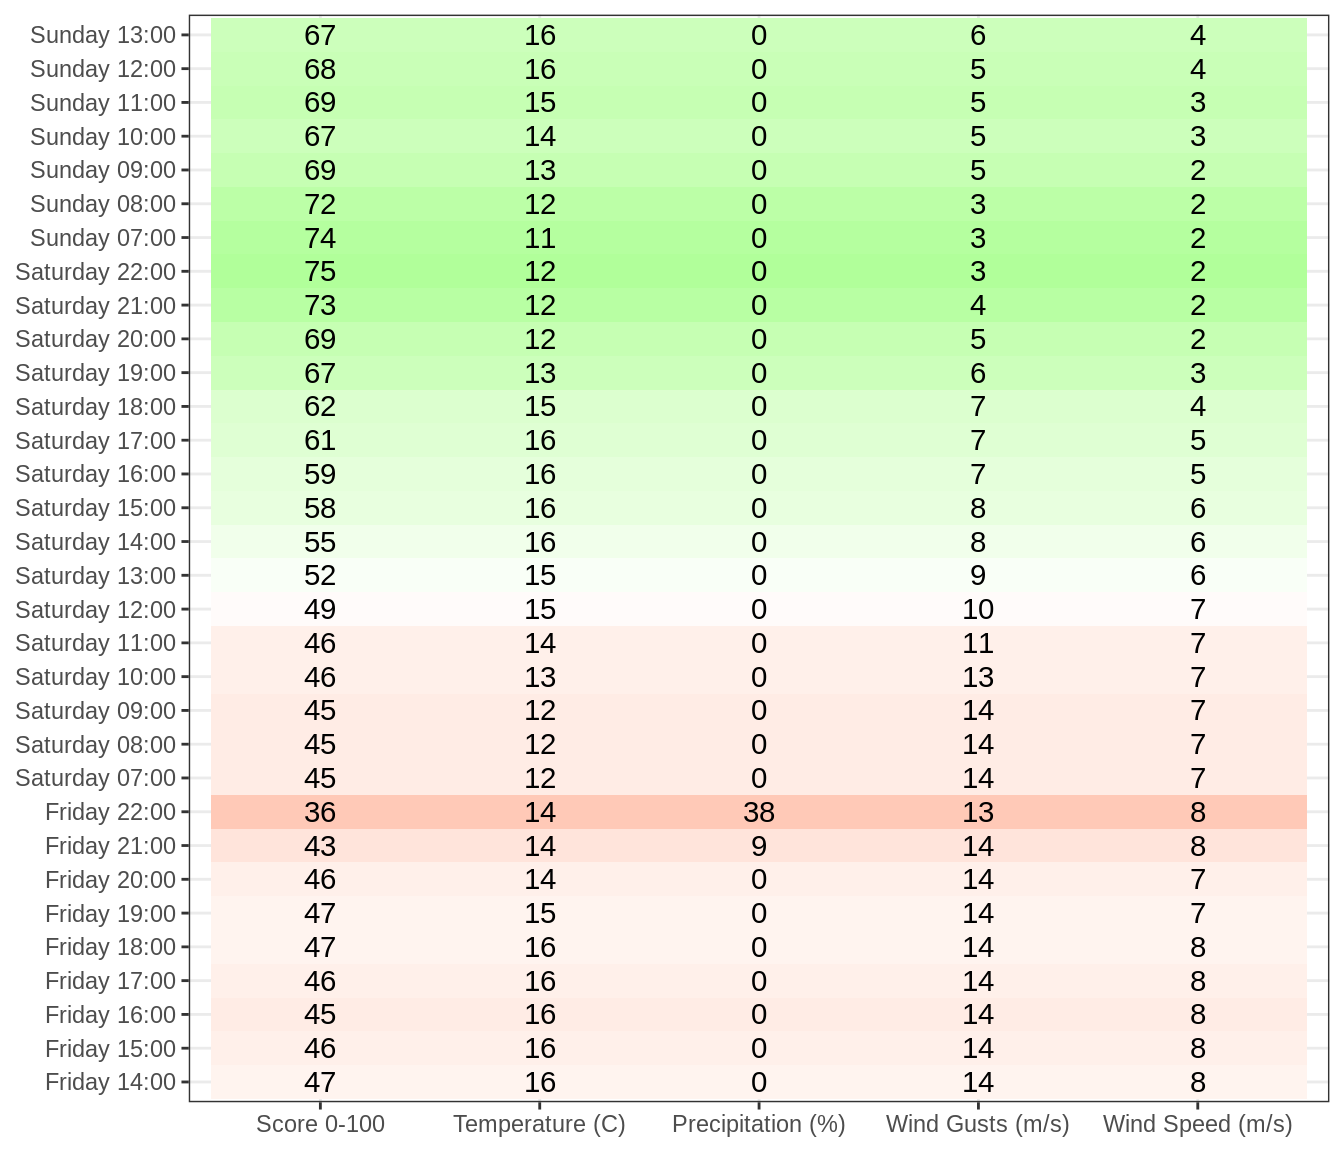 Sunday 13:00 67 16 0 6 4
Sunday 12:00 68 16 0 5 4
Sunday 11:00 69 15 0 5 3
Sunday 10:00 67 14 0 5 3
Sunday 09:00 69 13 0 5 2
Sunday 08:00 72 12 0 3 2
Sunday 07:00 74 11 0 3 2
Saturday 22:00 75 12 0 3 2
Saturday 21:00 73 12 0 4 2
Saturday 20:00 69 12 0 5 2
Saturday 19:00 67 13 0 6 3
Saturday 18:00 62 15 0 7 4
Saturday 17:00 61 16 0 7 5
Saturday 16:00 59 16 0 7 5
Saturday 15:00 58 16 0 8 6
Saturday 14:00 55 16 0 8 6
Saturday 13:00 52 15 0 9 6
Saturday 12:00 49 15 0 10 7
Saturday 11:00 46 14 0 11 7
Saturday 10:00 46 13 0 13 7
Saturday 09:00 45 12 0 14 7
Saturday 08:00 45 12 0 14 7
Saturday 07:00 45 12 0 14 7
Friday 22:00 36 14 38 13 8
Friday 21:00 43 14 9 14 8
Friday 20:00 46 14 0 14 7
Friday 19:00 47 15 0 14 7
Friday 18:00 47 16 0 14 8
Friday 17:00 46 16 0 14 8
Friday 16:00 45 16 0 14 8
Friday 15:00 46 16 0 14 8
Friday 14:00 47 16 0 14 8
Score 0-100 Temperature (C) Precipitation (%) Wind Gusts (m/s) Wind Speed (m/s)